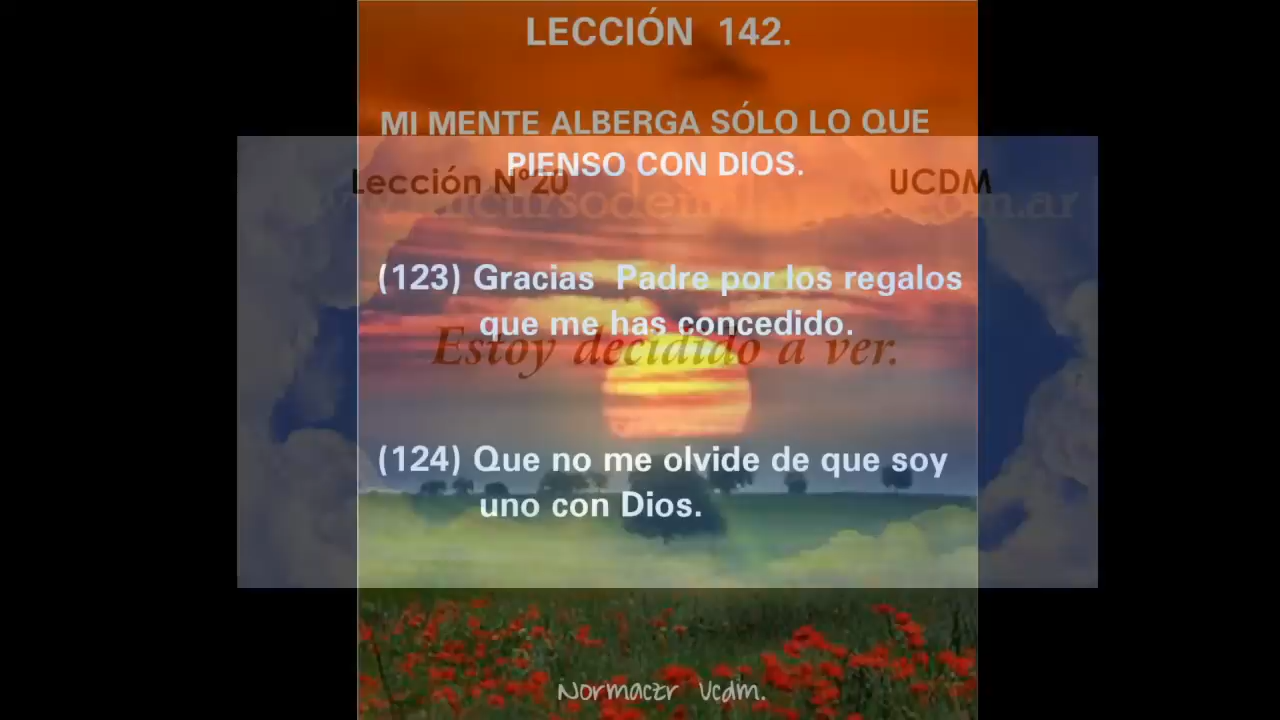 LECCIÓN 142.
MI MENTE ALBERGA SÓLO LO QUE
PIENSO CON DIOS.
Lección Nº20 UCDM
(123) Gracias Padre por los regalos
que me has concedido.
Estoy decidido a ver.
(124) Que no me olvide de que soy
uno con Dios.
Normaczr Ucdm.